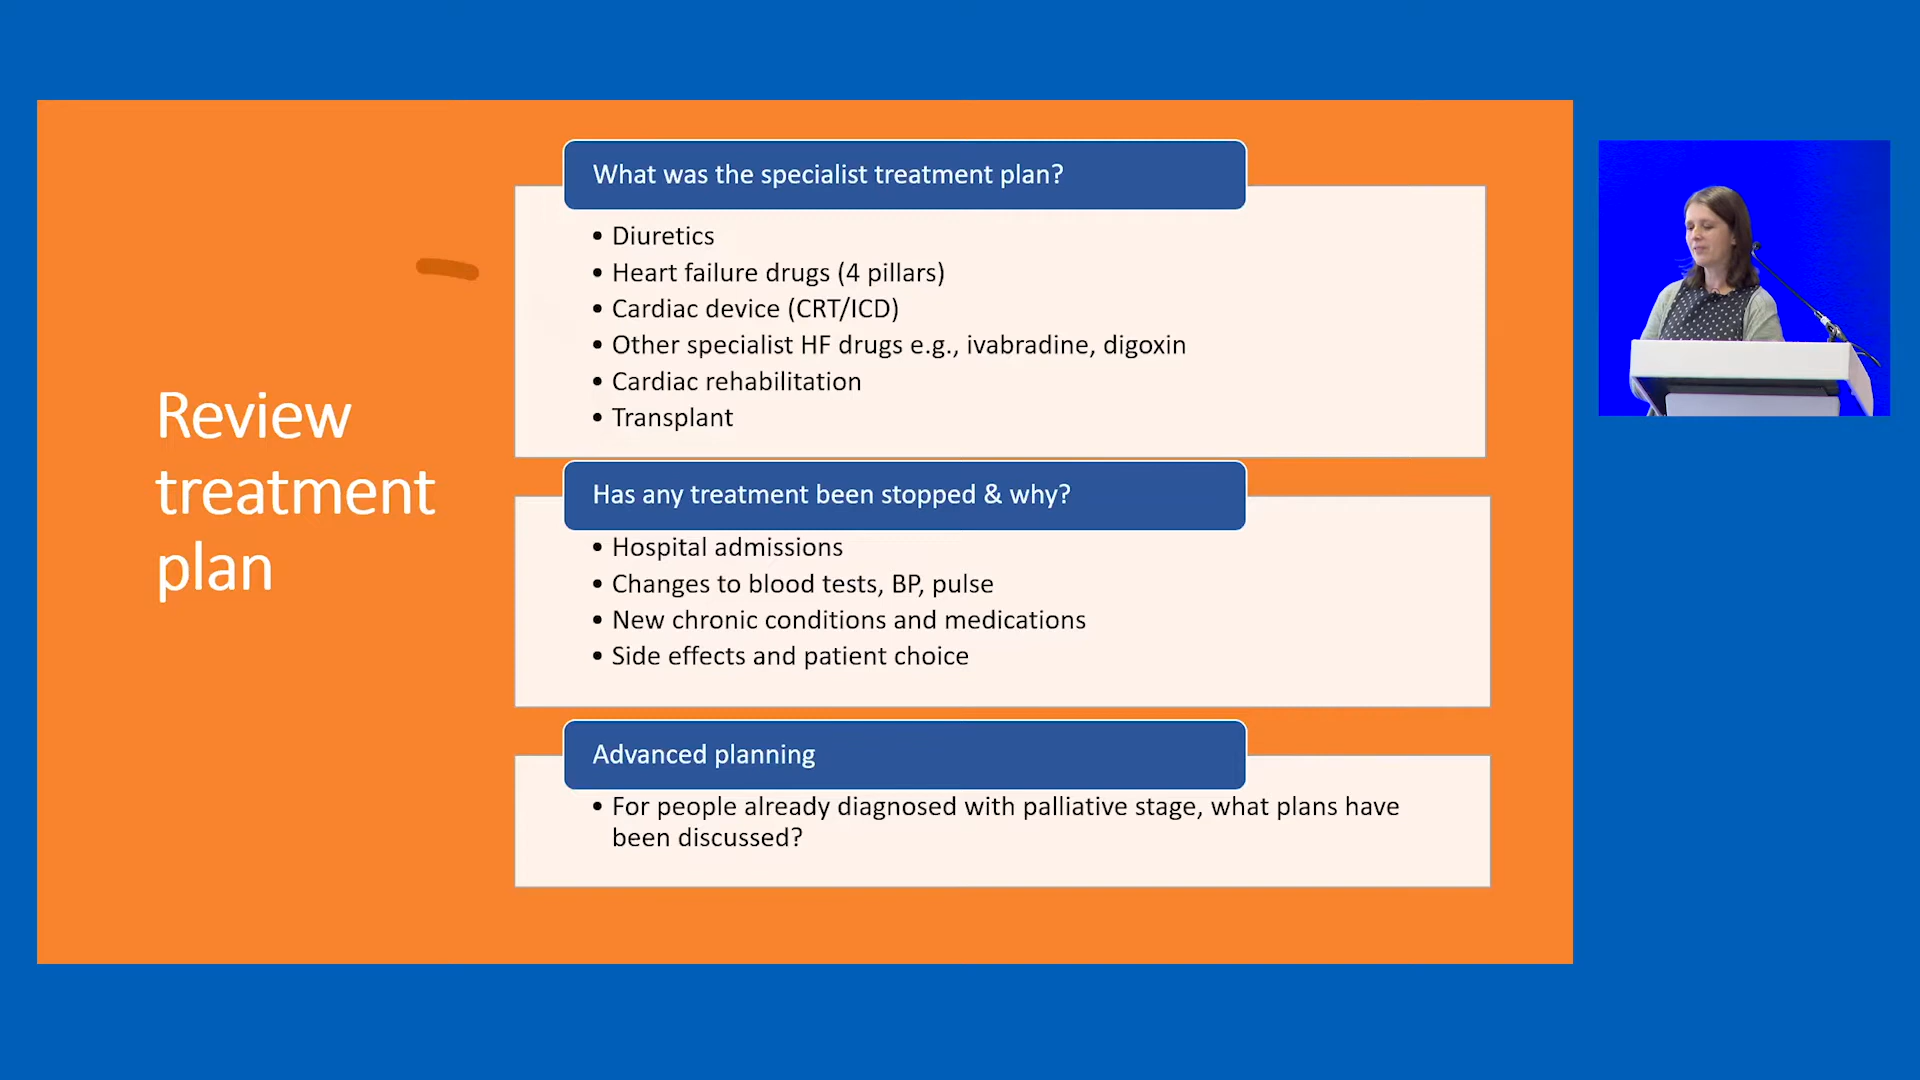 Review
treatment
plan
What was the specialist treatment plan?
• Diuretics
• Heart failure drugs (4 pillars)
• Cardiac device (CRT/ICD)
• Other specialist HF drugs e.g., ivabradine, digoxin
• Cardiac rehabilitation
• Transplant
Has any treatment been stopped & why?
• Hospital admissions
• Changes to blood tests, BP, pulse
• New chronic conditions and medications
• Side effects and patient choice
Advanced planning
• For people already diagnosed with palliative stage, what plans have
been discussed?